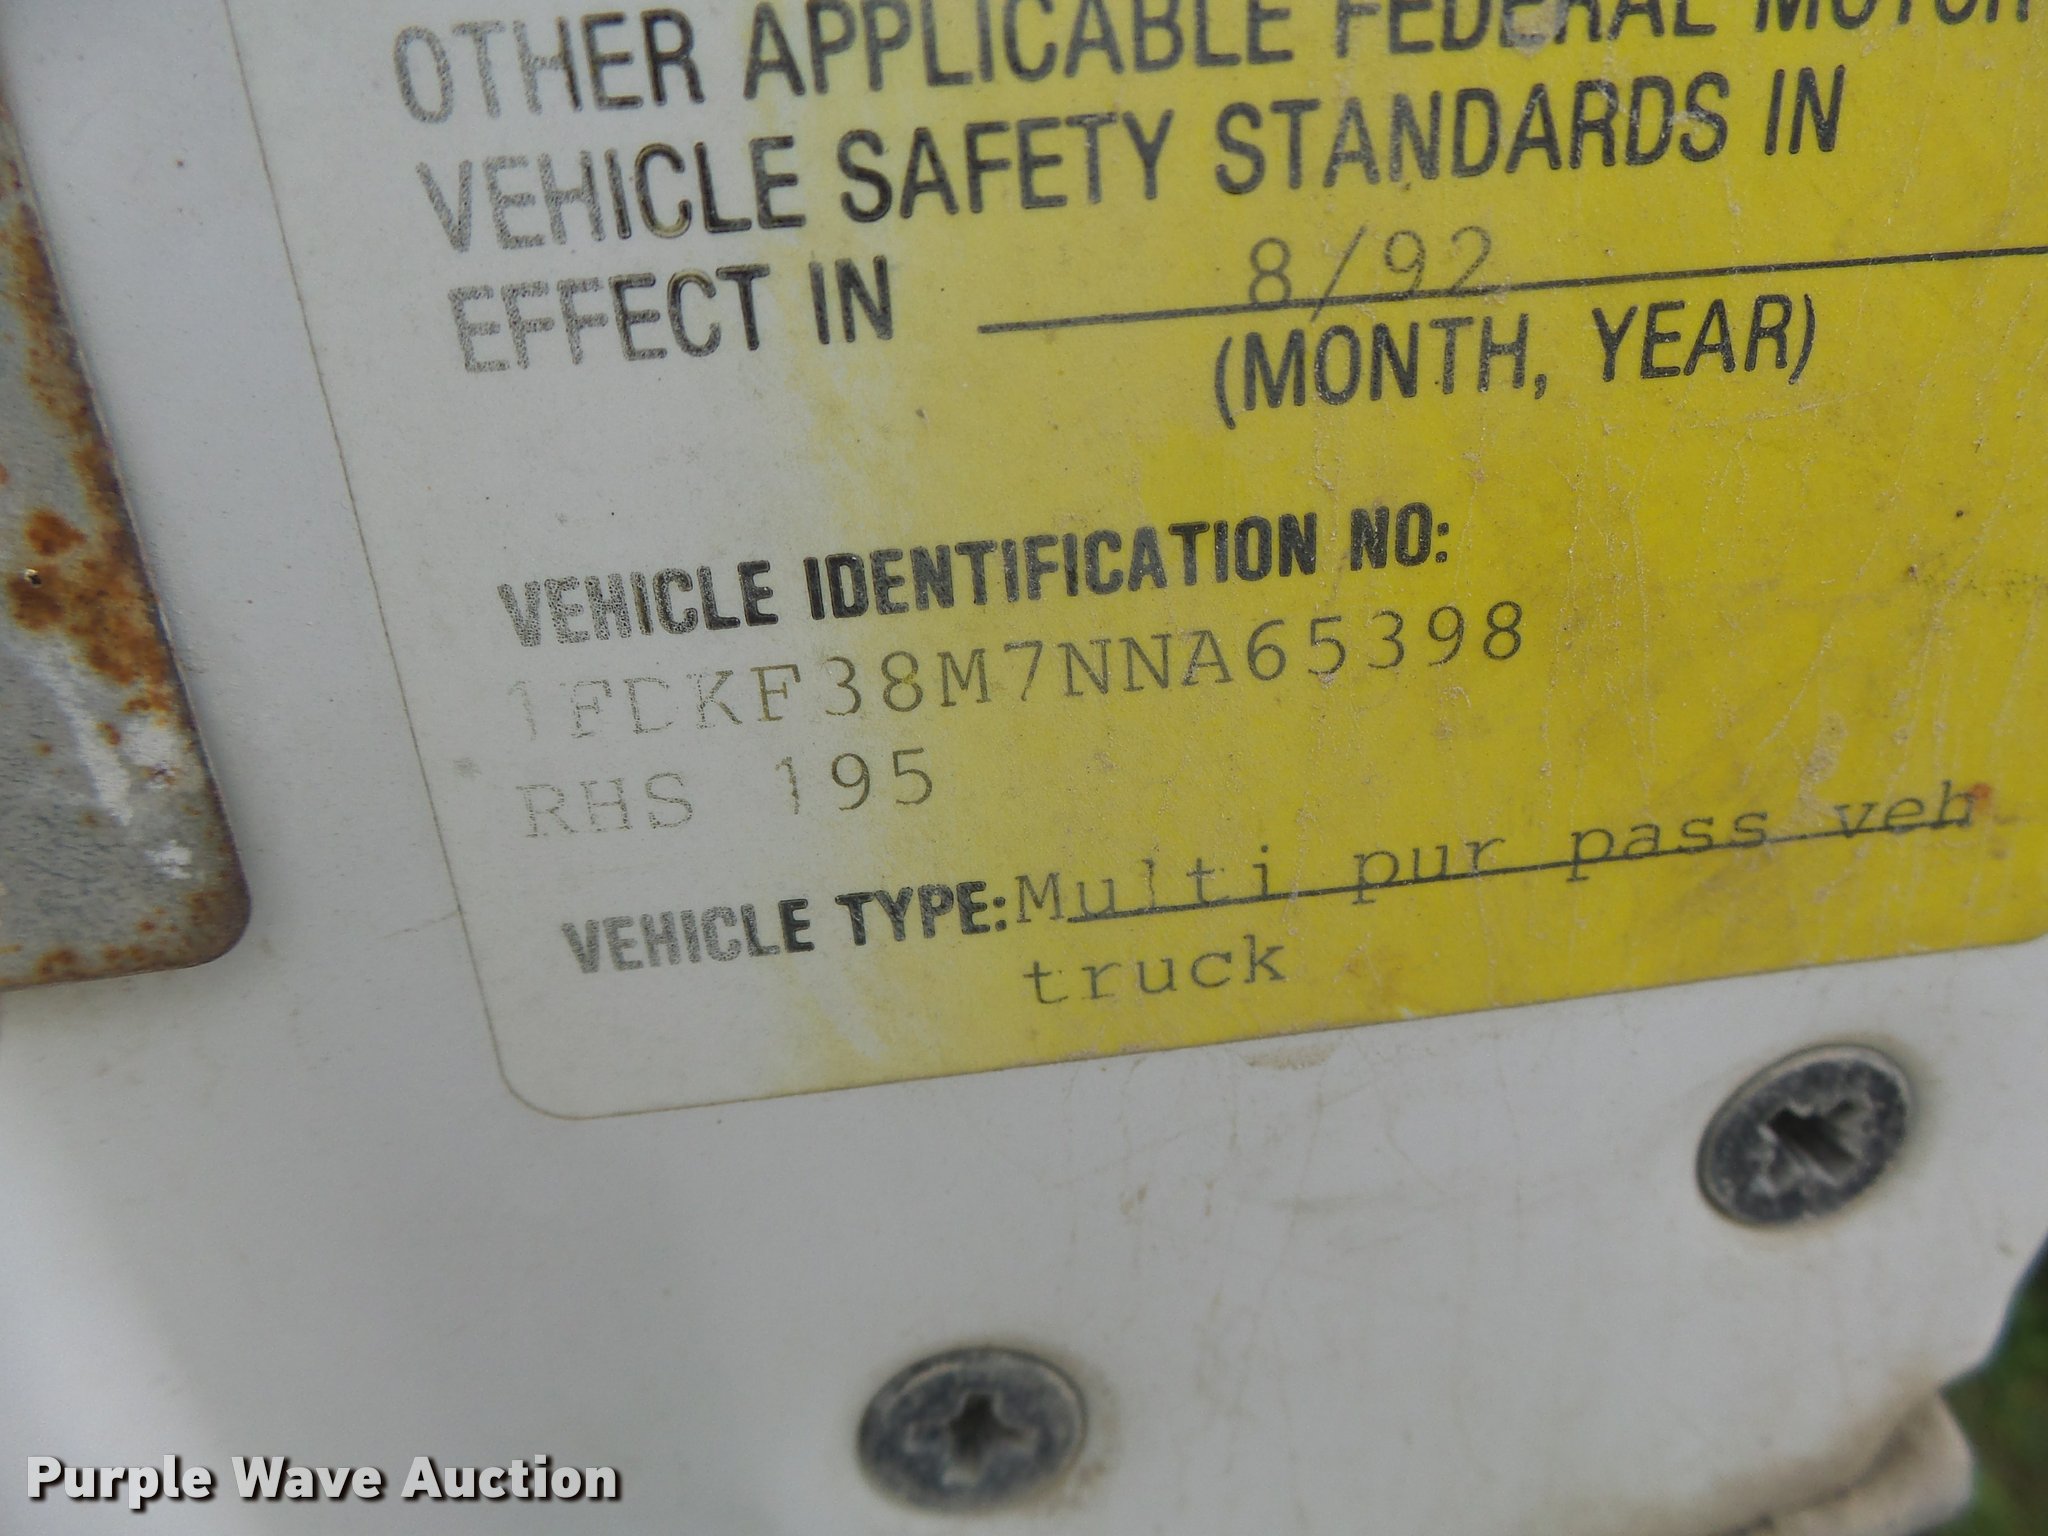 OTHER APPLICABLE FEDERAL MOTOR
VEHICLE SAFETY STANDARDS IN
EFFECT IN 8/92
(MONTH, YEAR)
VEHICLE IDENTIFICATION NO:
1FDKF38M7NNA65398
RHS 195
VEHICLE TYPE: Multi pur pass veh
truck
Purple Wave Auction